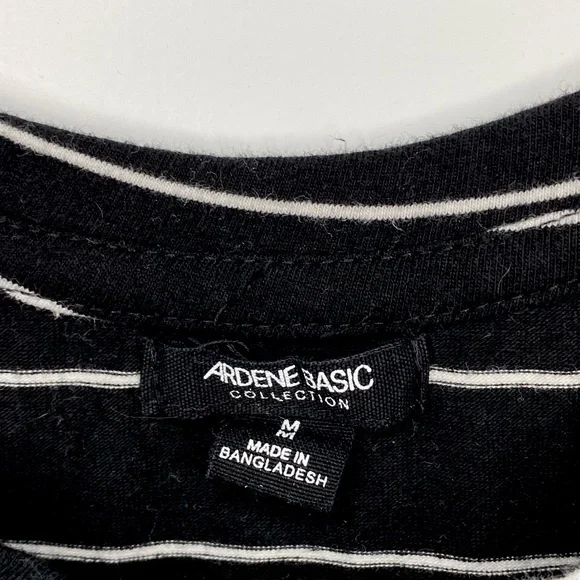 ARDENE BASIC
COLLECTION
M
M
MADE IN
BANGLADESH